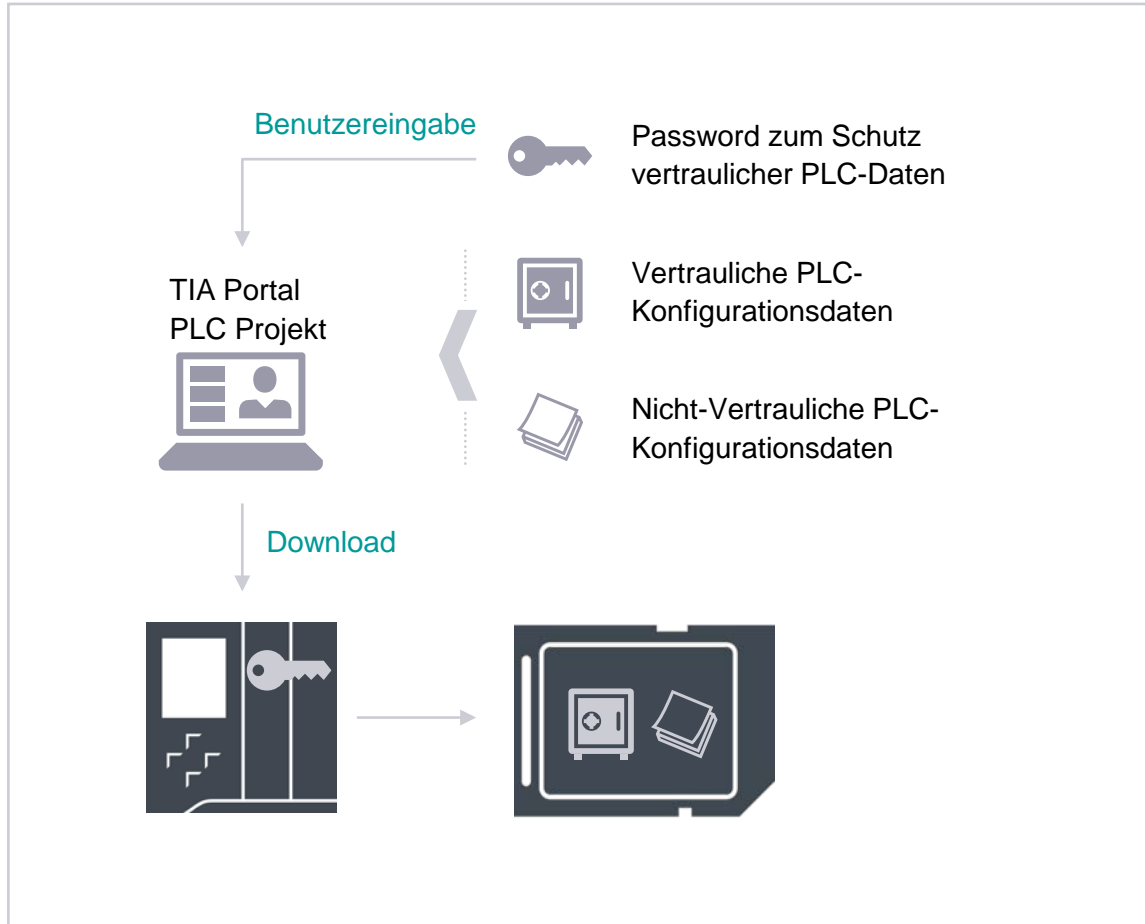 Benutzereingabe
Password zum Schutz
vertraulicher PLC-Daten
TIA Portal
PLC Projekt
Vertrauliche PLC-
Konfigurationsdaten
Nicht-Vertrauliche PLC-
Konfigurationsdaten
Download